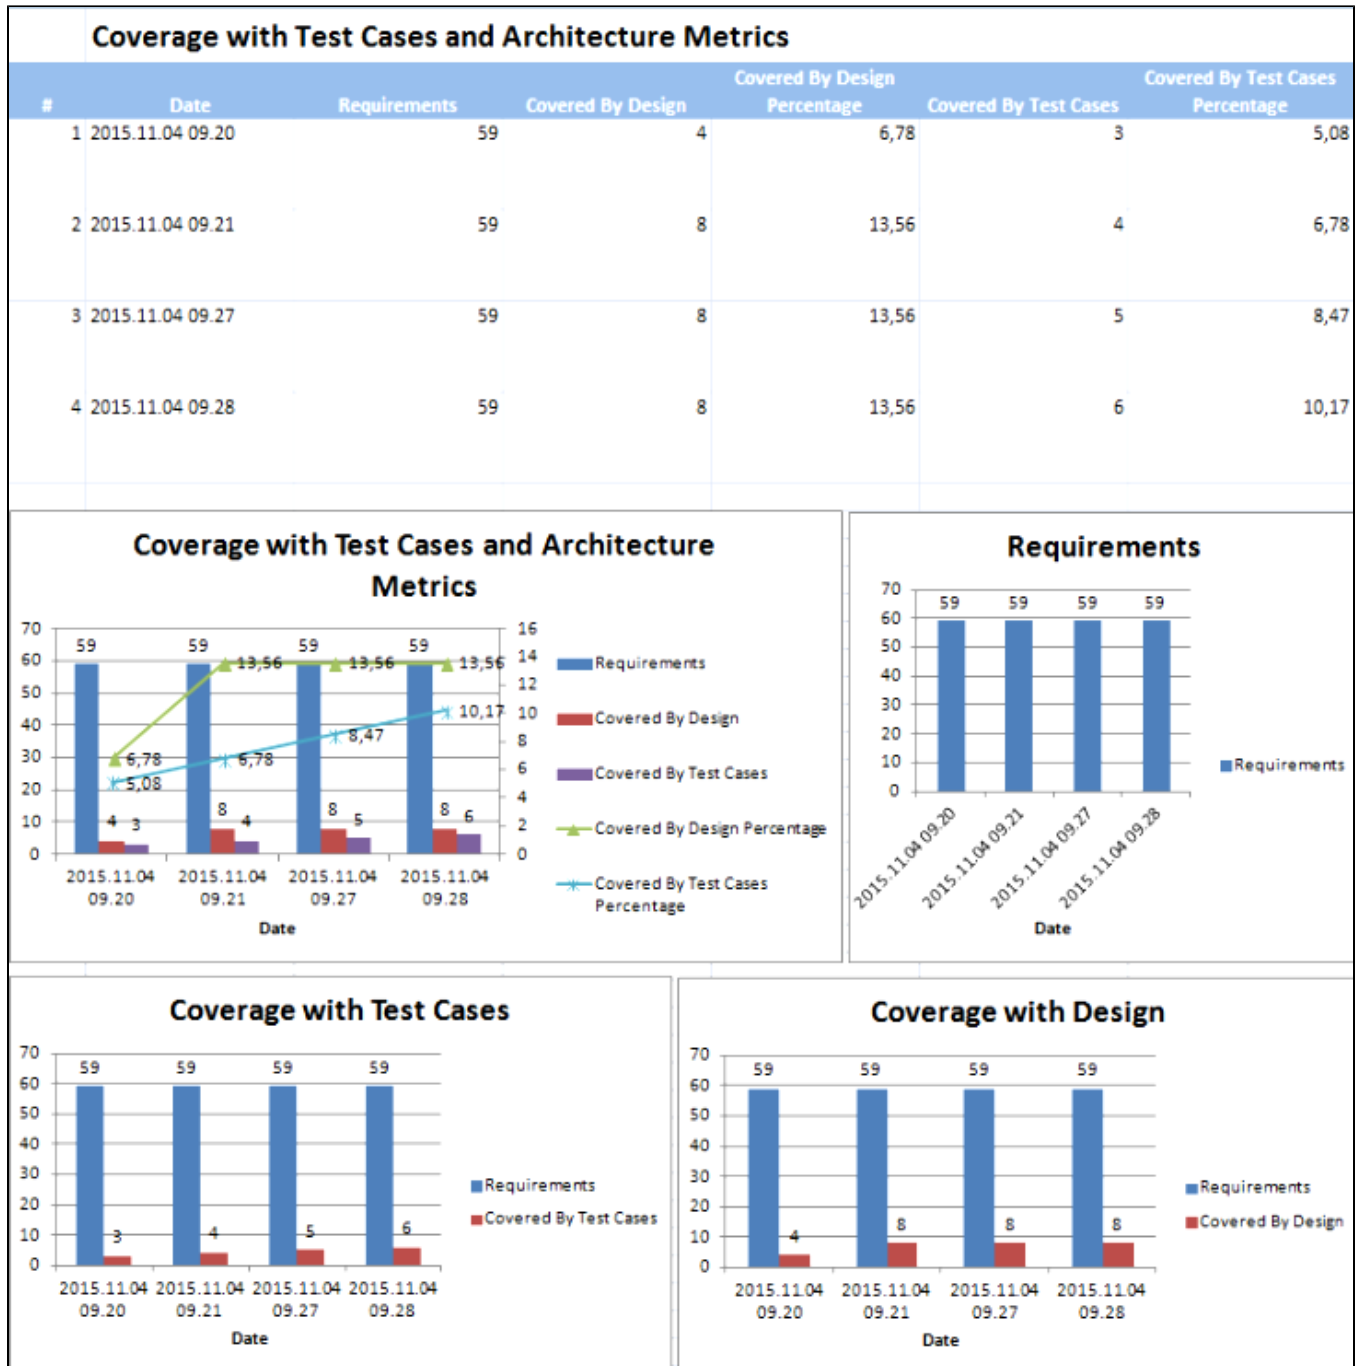 Coverage with Test Cases and Architecture Metrics
# Date Requirements Covered By Design Covered By Design Percentage Covered By Test Cases Covered By Test Cases Percentage
1 2015.11.04 09.20 59 4 6,78 3 5,08
2 2015.11.04 09.21 59 8 13,56 4 6,78
3 2015.11.04 09.27 59 8 13,56 5 8,47
4 2015.11.04 09.28 59 8 13,56 6 10,17
Coverage with Test Cases and Architecture
Metrics
70
60
50
40
30
20
10
0
59 59 59 59
13,56 13,56 13,56
10,17
8,47
6,78 6,78
5,08
4 3 8 4 8 5 8 6
16
14
12
10
8
6
4
2
0
2015.11.04 2015.11.04 2015.11.04 2015.11.04
09.20 09.21 09.27 09.28
Date
Requirements
Covered By Design
Covered By Test Cases
Covered By Design Percentage
Covered By Test Cases
Percentage
Requirements
70
60
50
40
30
20
10
0
59 59 59 59
2015.11.04 09.20
2015.11.04 09.21
2015.11.04 09.27
2015.11.04 09.28
Date
Requirements
Coverage with Test Cases
70
60
50
40
30
20
10
0
59 59 59 59
3 4 5 6
2015.11.04 2015.11.04 2015.11.04 2015.11.04
09.20 09.21 09.27 09.28
Date
Requirements
Covered By Test Cases
Coverage with Design
70
60
50
40
30
20
10
0
59 59 59 59
4 8 8 8
2015.11.04 2015.11.04 2015.11.04 2015.11.04
09.20 09.21 09.27 09.28
Date
Requirements
Covered By Design